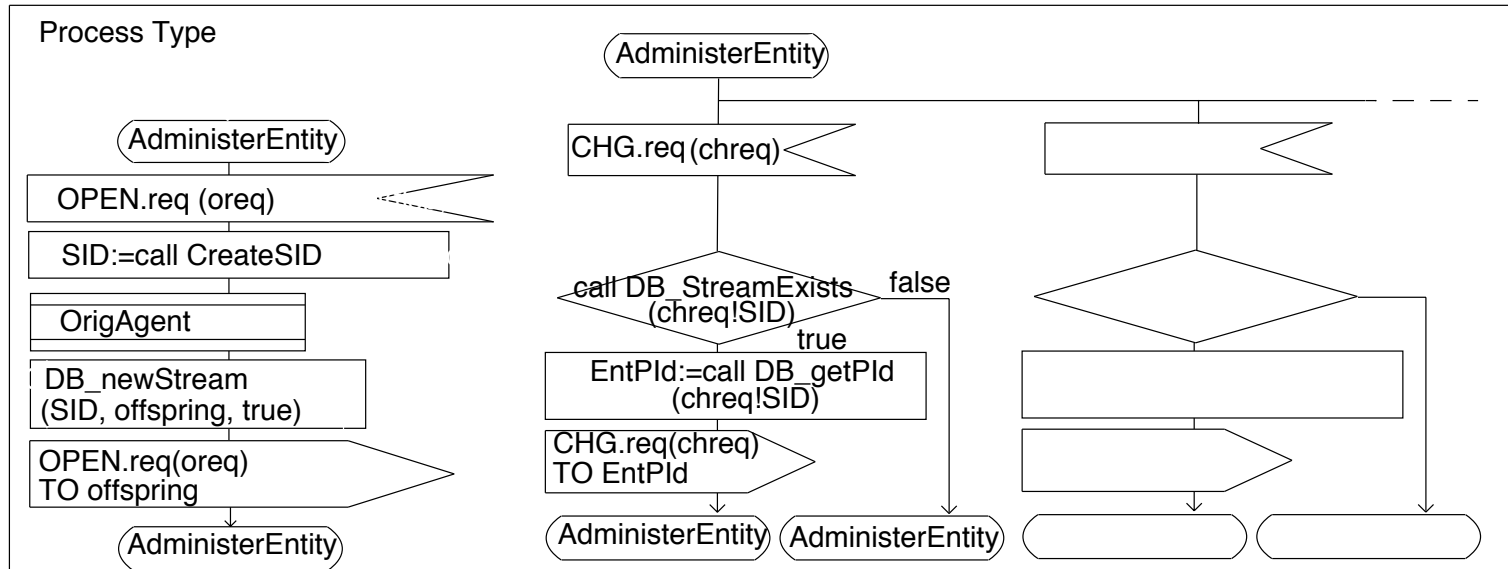 Process Type
AdministerEntity
OPEN.req (oreq)
SID:=call CreateSID
OrigAgent
DB_newStream
(SID, offspring, true)
OPEN.req(oreq)
TO offspring
AdministerEntity
AdministerEntity
CHG.req (chreq)
call DB_StreamExists
(chreq!SID)
false
true
EntPId:=call DB_getPId
(chreq!SID)
CHG.req(chreq)
TO EntPId
AdministerEntity
AdministerEntity